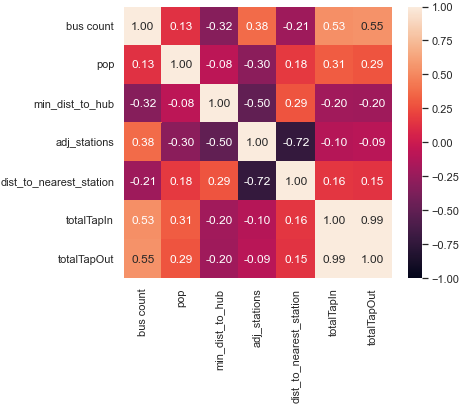 bus count 1.00 0.13 -0.32 0.38 -0.21 0.53 0.55
pop 0.13 1.00 -0.08 -0.30 0.18 0.31 0.29
min_dist_to_hub -0.32 -0.08 1.00 -0.50 0.29 -0.20 -0.20
adj_stations 0.38 -0.30 -0.50 1.00 -0.72 -0.10 -0.09
dist_to_nearest_station -0.21 0.18 0.29 -0.72 1.00 0.16 0.15
totalTapIn 0.53 0.31 -0.20 -0.10 0.16 1.00 0.99
totalTapOut 0.55 0.29 -0.20 -0.09 0.15 0.99 1.00
bus count
pop
min_dist_to_hub
adj_stations
dist_to_nearest_station
totalTapIn
totalTapOut
1.00
0.75
0.50
0.25
0.00
−0.25
−0.50
−0.75
−1.00